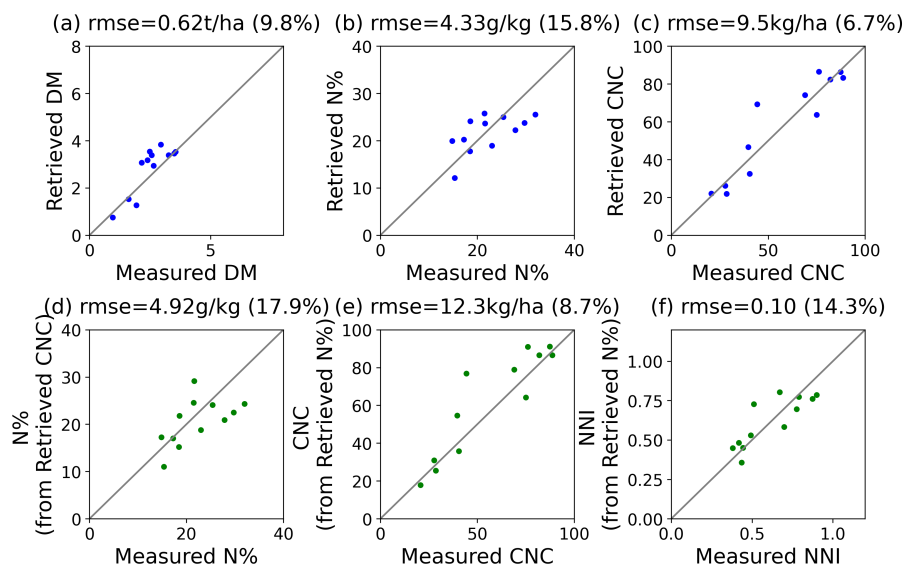 (a) rmse=0.62t/ha (9.8%)
(b) rmse=4.33g/kg (15.8%)
(c) rmse=9.5kg/ha (6.7%)
Retrieved DM
8
6
4
2
0
0
5
Measured DM
Retrieved N%
40
30
20
10
0
0
20
40
Measured N%
Retrieved CNC
100
80
60
40
20
0
0
50
100
Measured CNC
(d) rmse=4.92g/kg (17.9%)
(e) rmse=12.3kg/ha (8.7%)
(f) rmse=0.10 (14.3%)
N%
(from Retrieved CNC)
40
30
20
10
0
0
20
40
Measured N%
CNC
(from Retrieved N%)
100
80
60
40
20
0
0
50
100
Measured CNC
NNI
(from Retrieved N%)
1.00
0.75
0.50
0.25
0.00
0.0
0.5
1.0
Measured NNI